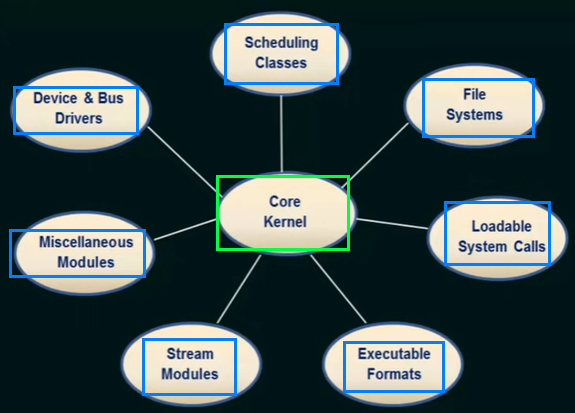 Scheduling
Classes
Device & Bus
Drivers
File
Systems
Core
Kernel
Loadable
System Calls
Miscellaneous
Modules
Stream
Modules
Executable
Formats